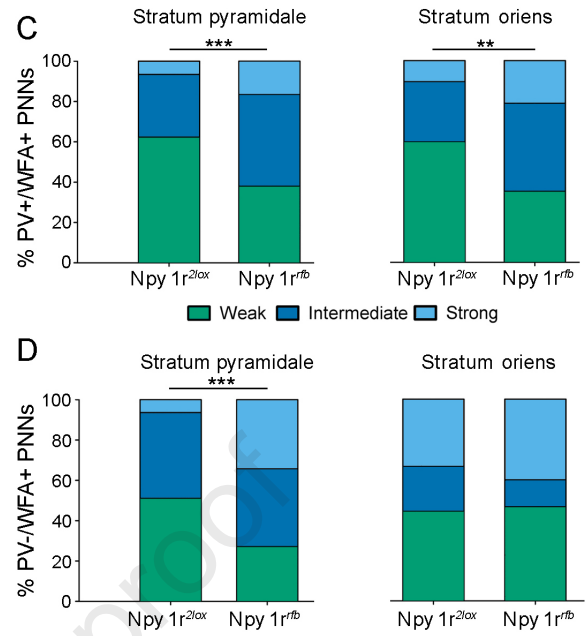 C
Stratum pyramidale
Stratum oriens
***
**
% PV+/WFA+ PNNs
100
80
60
40
20
0
Npy 1r2lox
Npy 1rrfb
Npy 1r2lox
Npy 1rrfb
Weak
Intermediate
Strong
D
Stratum pyramidale
Stratum oriens
***
% PV-/WFA+ PNNs
100
80
60
40
20
0
Npy 1r2lox
Npy 1rrfb
Npy 1r2lox
Npy 1rrfb
proof